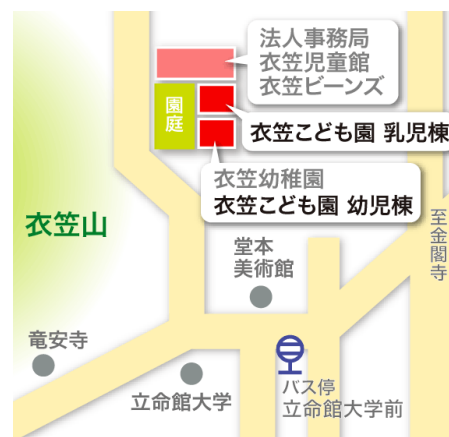 法人事務局
衣笠児童館
衣笠ビーンズ
園庭
衣笠こども園 乳児棟
衣笠幼稚園
衣笠こども園 幼児棟
衣笠山
堂本
美術館
至金閣寺
竜安寺
立命館大学
バス停
立命館大学前